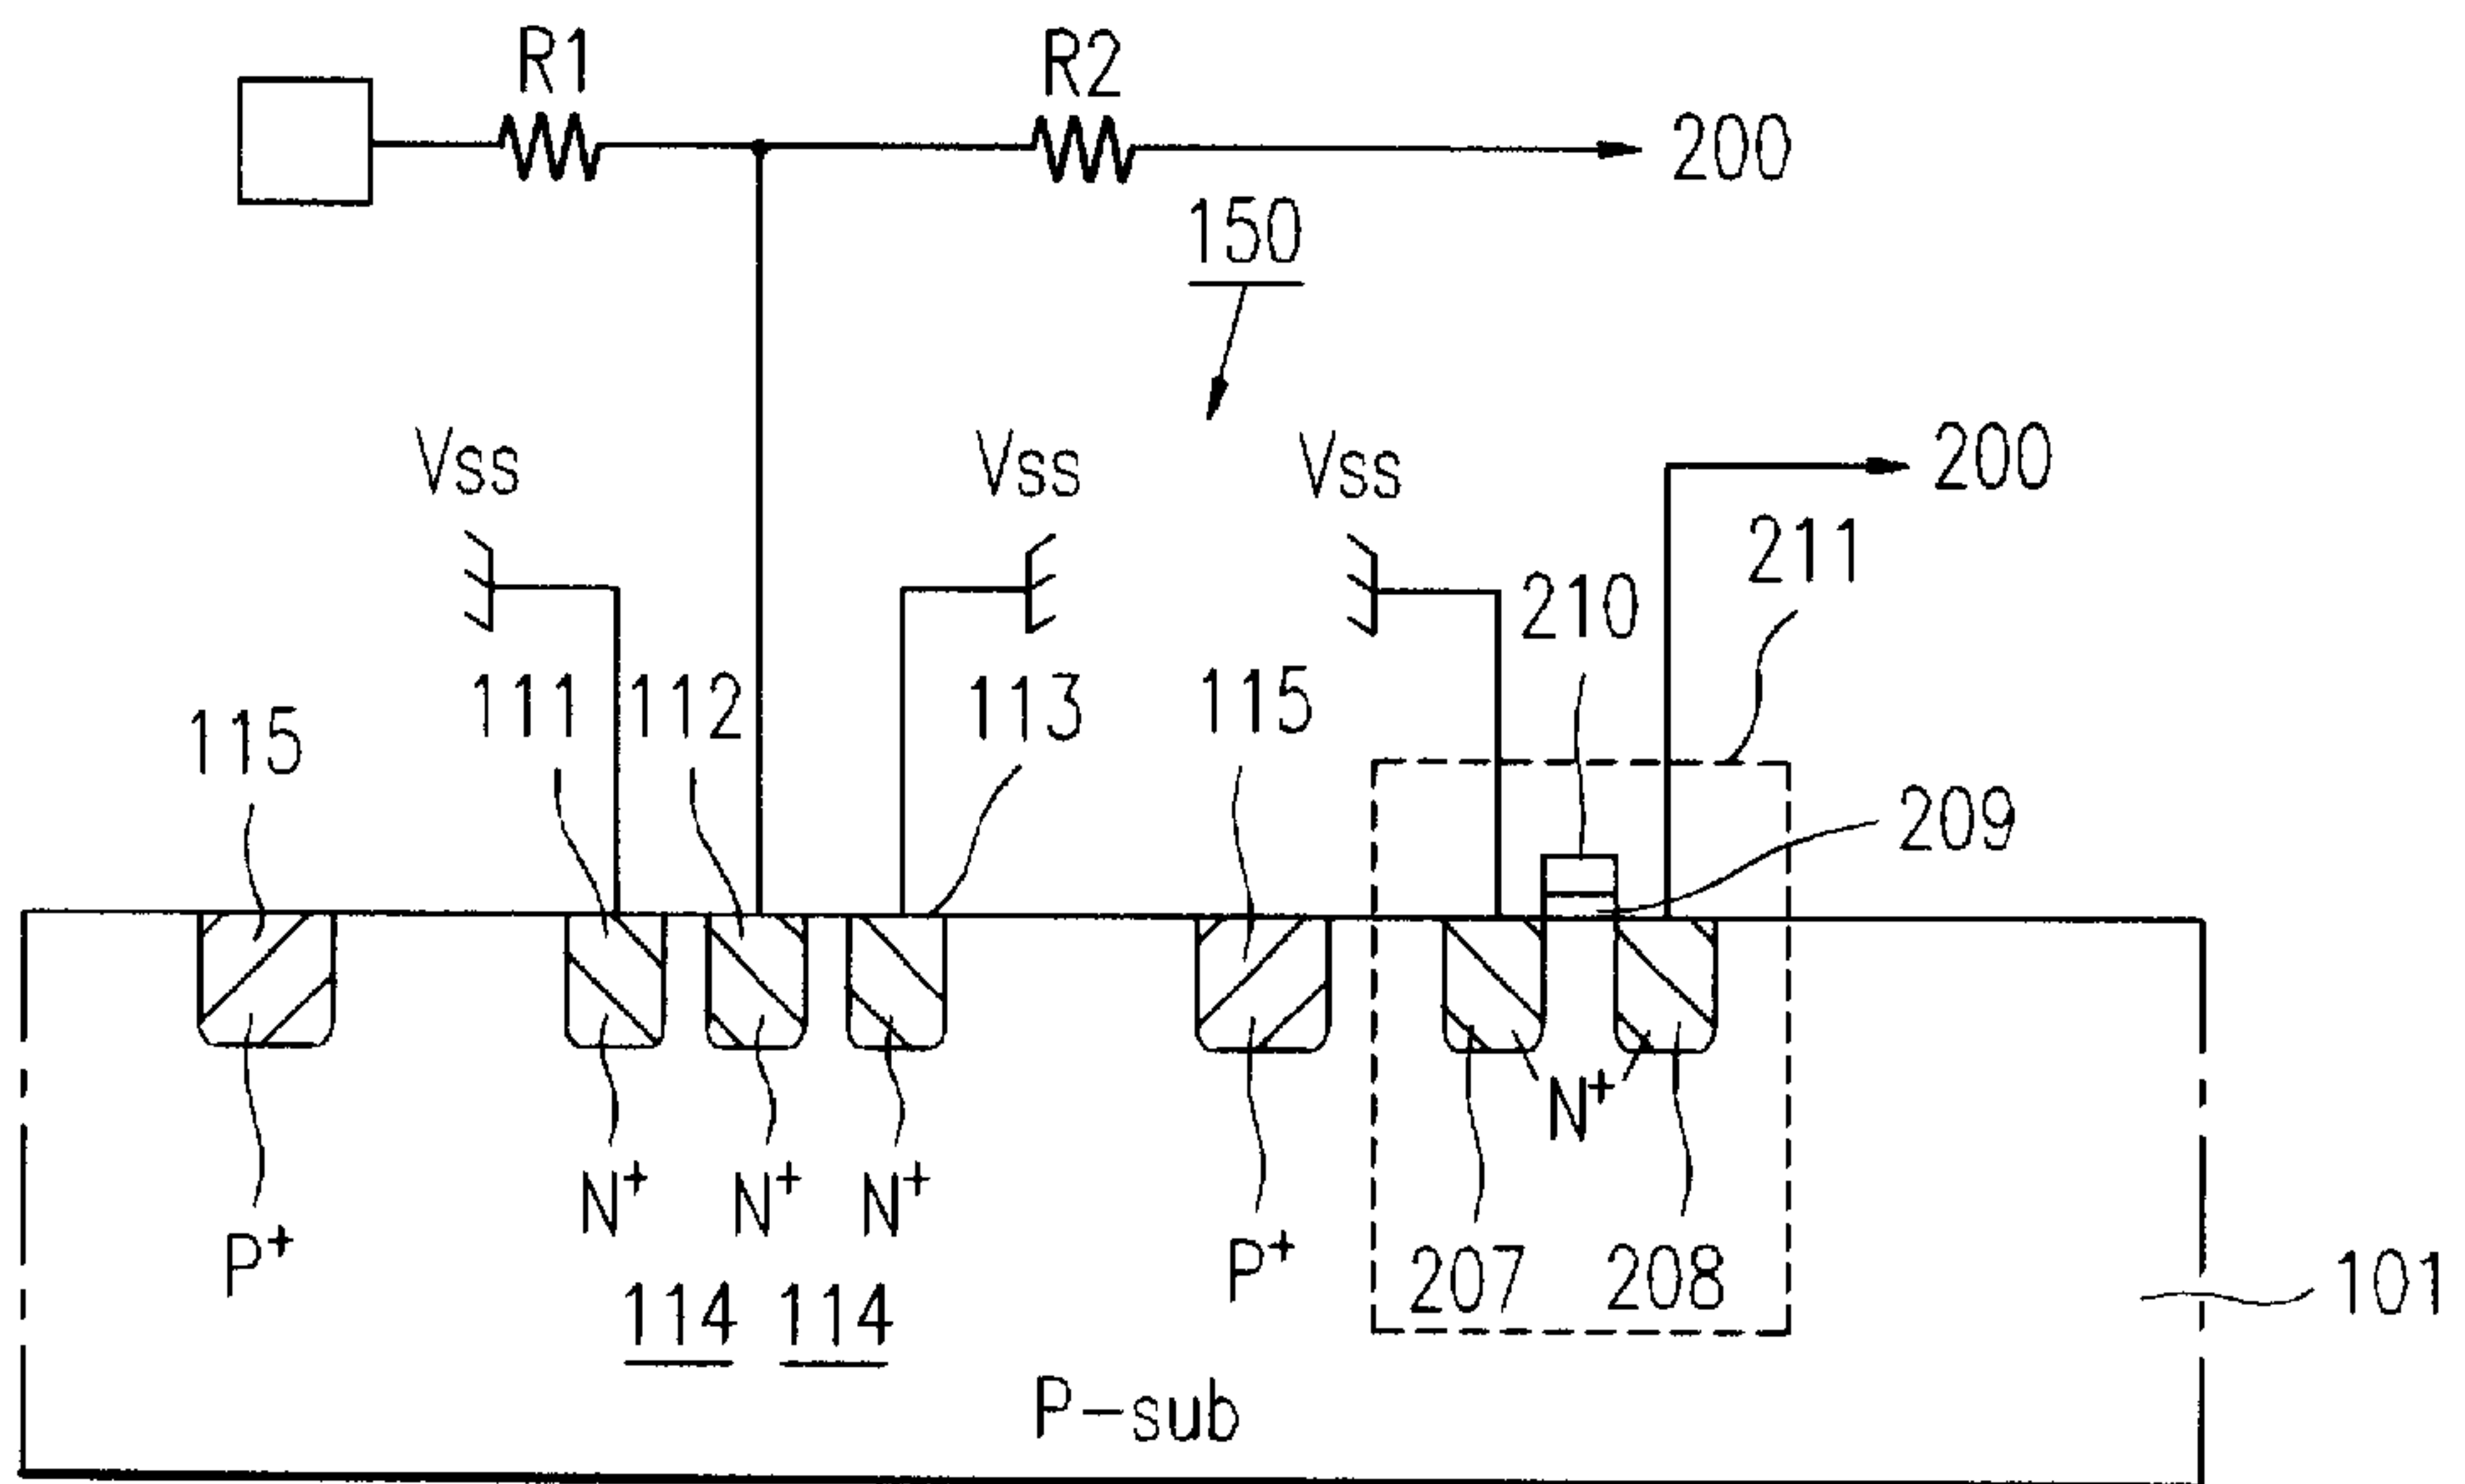 R1 R2
200
150
Vss Vss Vss 200
211
210
111 112 113 115
115
209
N⁺
N⁺ N⁺ N⁺
P⁺ P⁺ 207 208 101
114 114
P-sub